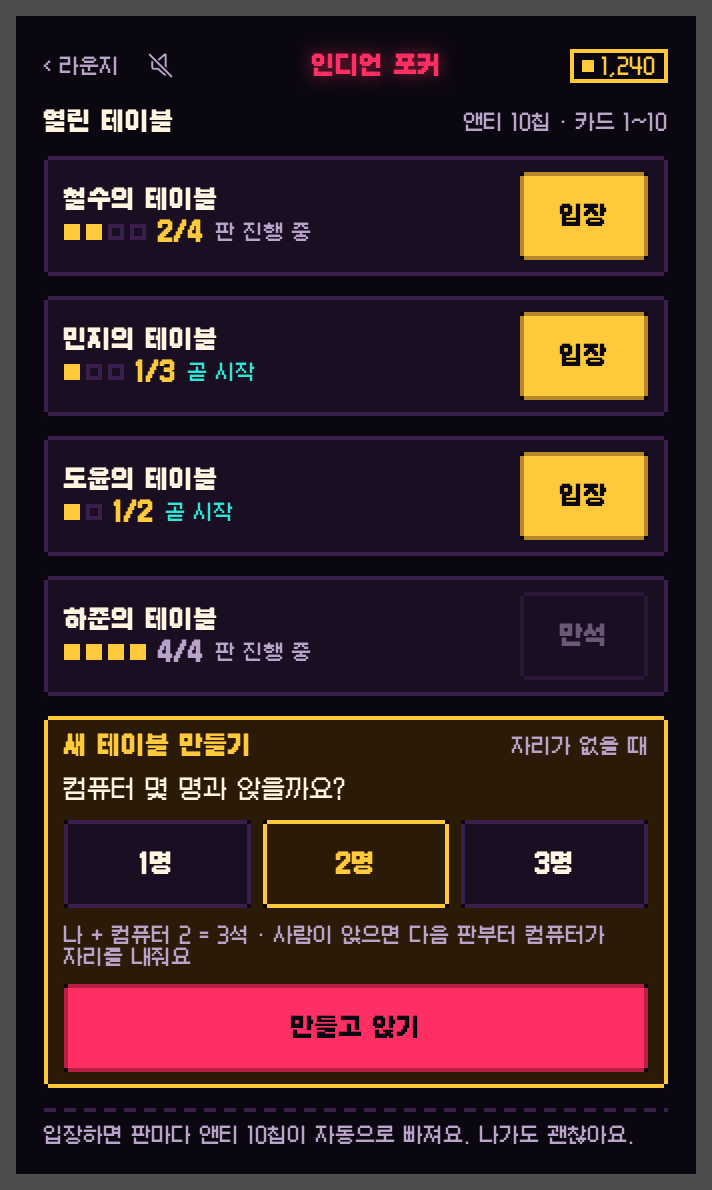 < 라운지
인디언 포커
1,240
열린 테이블
앤티 10칩 · 카드 1~10
철수의 테이블
2/4 판 진행 중
입장
민지의 테이블
1/3 곧 시작
입장
도윤의 테이블
1/2 곧 시작
입장
하준의 테이블
4/4 판 진행 중
만석
새 테이블 만들기
자리가 없을 때
컴퓨터 몇 명과 앉을까요?
1명
2명
3명
나 + 컴퓨터 2 = 3석 · 사람이 앉으면 다음 판부터 컴퓨터가
자리를 내줘요
만들고 앉기
입장하면 판마다 앤티 10칩이 자동으로 빠져요. 나가도 괜찮아요.